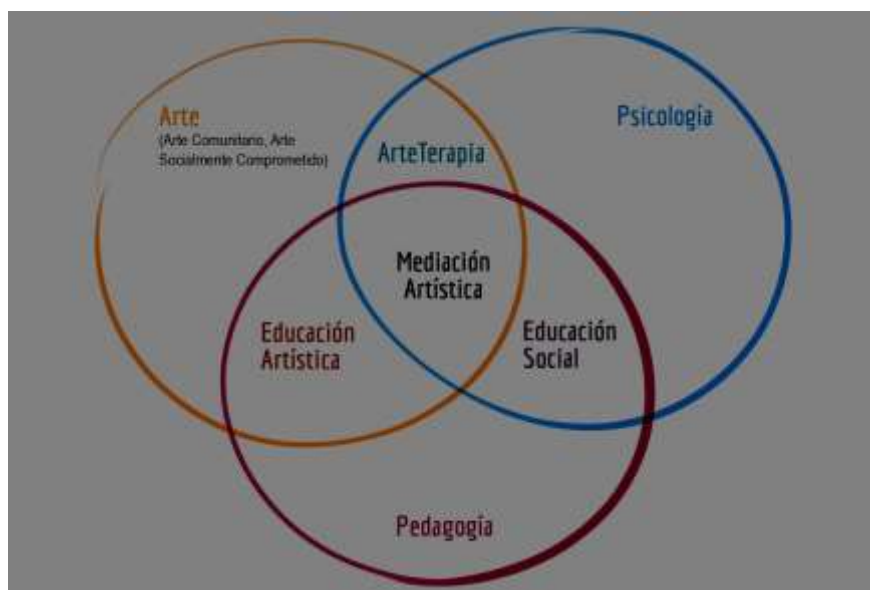 Arte
(Arte Comunitario, Arte
Socialmente Comprometido)
Psicología
ArteTerapia
Mediación
Artística
Educación
Artística
Educación
Social
Pedagogía